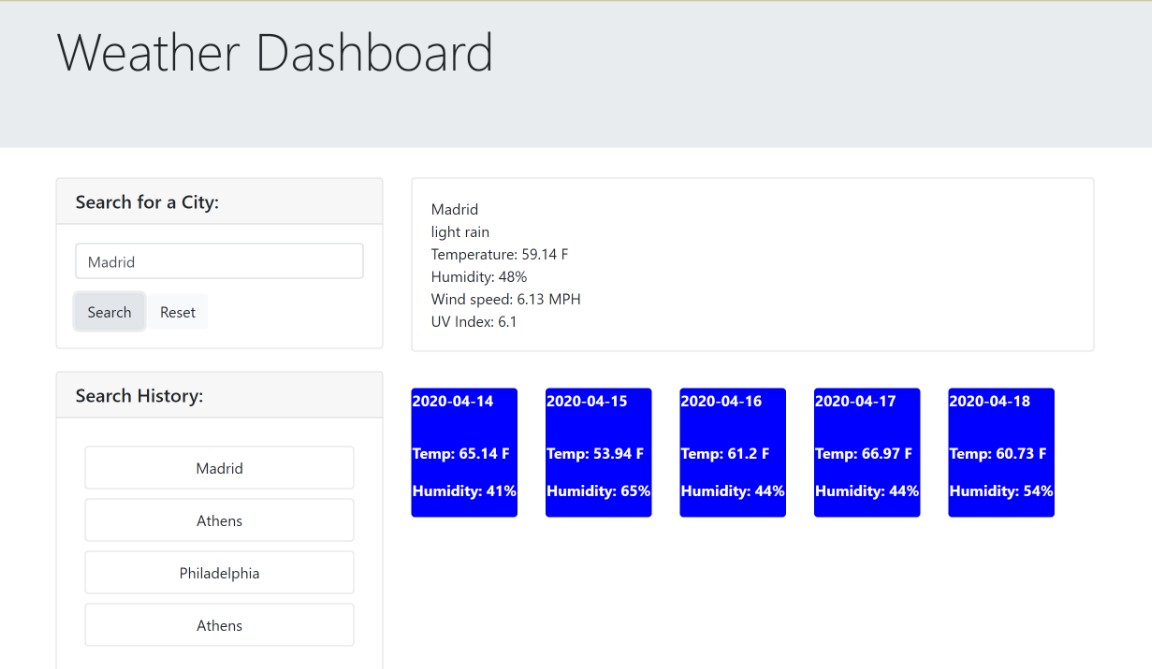 Weather Dashboard
Search for a City:
Madrid
Search Reset
Search History:
Madrid
Athens
Philadelphia
Athens
Madrid
light rain
Temperature: 59.14 F
Humidity: 48%
Wind speed: 6.13 MPH
UV Index: 6.1
2020-04-14
Temp: 65.14 F
Humidity: 41%
2020-04-15
Temp: 53.94 F
Humidity: 65%
2020-04-16
Temp: 61.2 F
Humidity: 44%
2020-04-17
Temp: 66.97 F
Humidity: 44%
2020-04-18
Temp: 60.73 F
Humidity: 54%